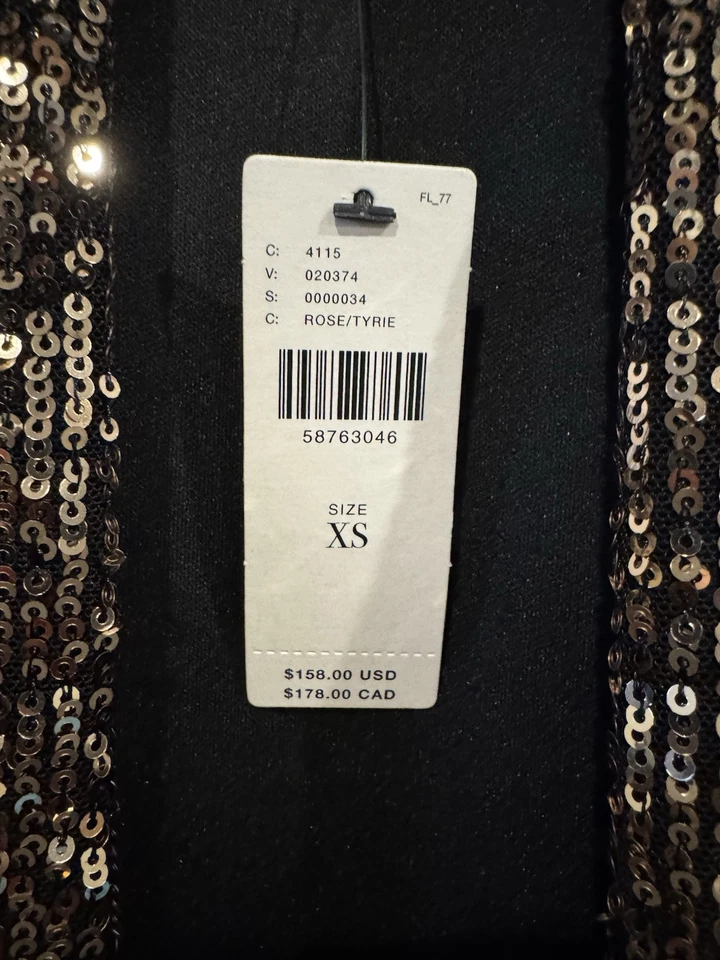 FL_77
C: 4115
V: 020374
S: 0000034
C: ROSE/TYRIE
58763046
SIZE
XS
$158.00 USD
$178.00 CAD